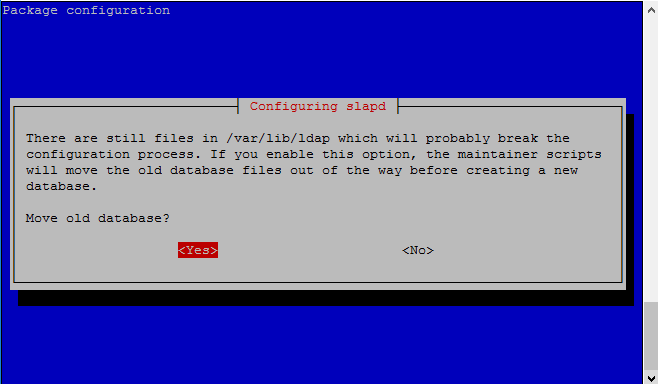 Package configuration
Configuring slapd
There are still files in /var/lib/ldap which will probably break the
configuration process. If you enable this option, the maintainer scripts
will move the old database files out of the way before creating a new
database.
Move old database?
<Yes> <No>